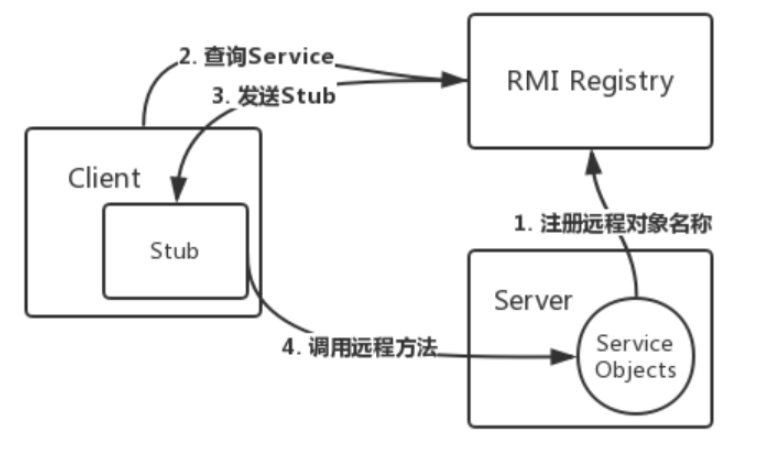 2. 查询Service
3. 发送Stub
RMI Registry
Client
Stub
1. 注册远程对象名称
Server
Service
Objects
4. 调用远程方法